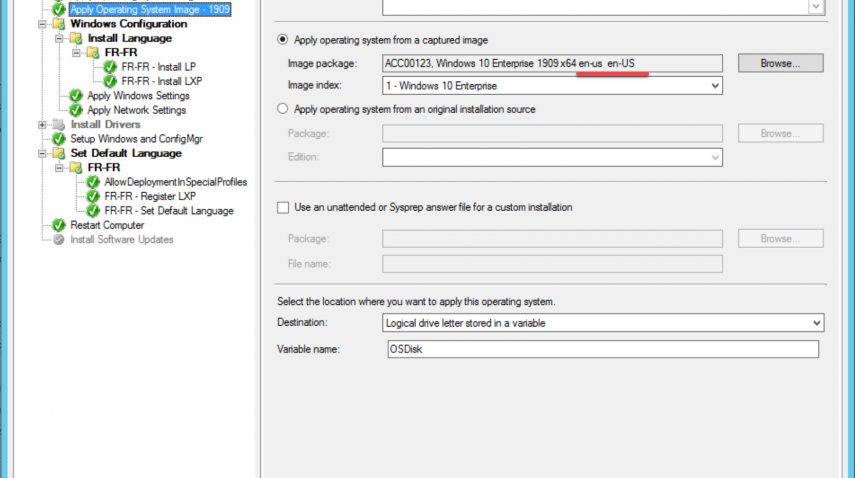 Apply Operating System Image - 1909
Windows Configuration
Install Language
FR-FR
FR-FR - Install LP
FR-FR - Install LXP
Apply Windows Settings
Apply Network Settings
Install Drivers
Setup Windows and ConfigMgr
Set Default Language
FR-FR
AllowDeploymentInSpecialProfiles
FR-FR - Register LXP
FR-FR - Set Default Language
Restart Computer
Install Software Updates
Apply operating system from a captured image
Image package: ACC00123, Windows 10 Enterprise 1909 x64 en-us en-US Browse...
Image index: 1 - Windows 10 Enterprise
Apply operating system from an original installation source
Package: Browse...
Edition:
Use an unattended or Sysprep answer file for a custom installation
Package: Browse...
File name:
Select the location where you want to apply this operating system.
Destination: Logical drive letter stored in a variable
Variable name: OSDisk